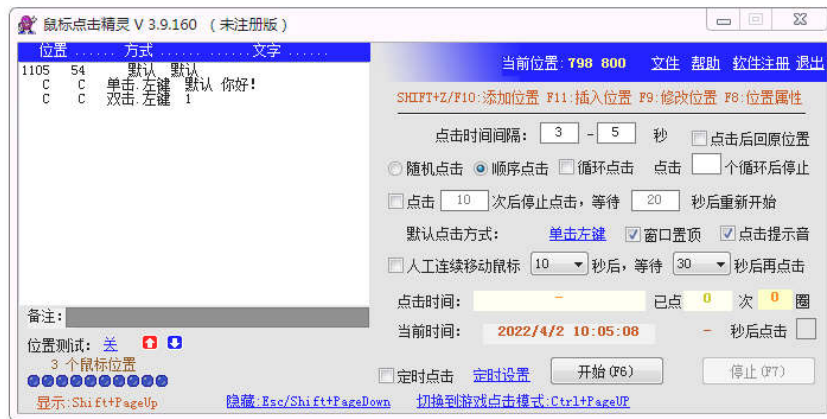 鼠标点击精灵 V 3.9.160 (未注册版)
位置 ...... 方式 ...... ......文字 ......
1105 54 默认 默认
C C 单击.左键 默认 你好!
C C 双击.左键 1
备注:
位置测试: 关
3 个鼠标位置
显示:Shift+PageUp
隐藏:Esc/Shift+PageDown
当前位置:798 800 文件 帮助 软件注册 退出
SHIFT+Z/F10:添加位置 F11:插入位置 F9:修改位置 F8:位置属性
点击时间间隔: 3 - 5 秒 点击后回原位置
随机点击 顺序点击 循环点击 点击 个循环后停止
点击 10 次后停止点击,等待 20 秒后重新开始
默认点击方式: 单击左键 窗口置顶 点击提示音
人工连续移动鼠标 10 秒后,等待 30 秒后再点击
点击时间: - 已点 0 次 0 圈
当前时间: 2022/4/2 10:05:08 - 秒后点击
定时点击 定时设置 开始(F6) 停止(F7)
切换到游戏点击模式:Ctrl+PageUP